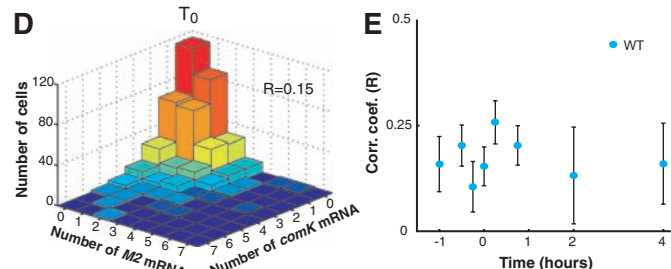 D
T0
R=0.15
Number of cells
120
80
40
0
0 1 2 3 4 5 6 7
Number of M2 mRNA
7 6 5 4 3 2 1 0
Number of comK mRNA
E
0.5
WT
Corr. coef. (R)
0.25
0
-1 0 1 2 4
Time (hours)